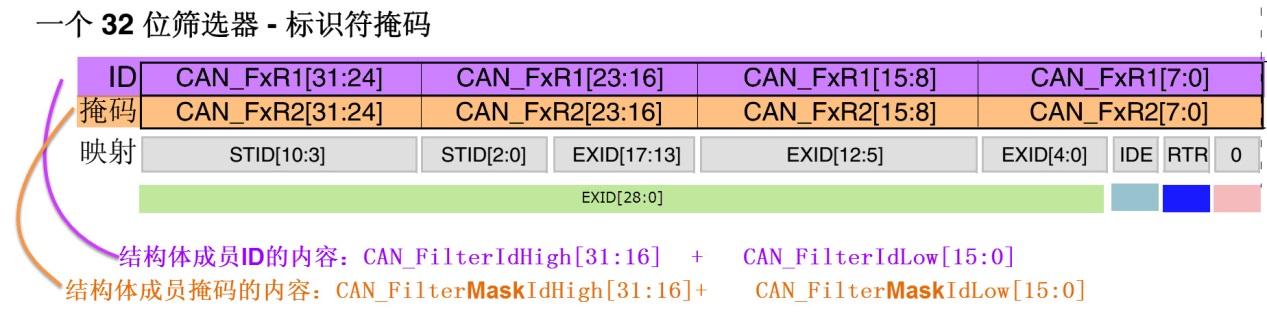 一个 32 位筛选器 - 标识符掩码
ID CAN_FxR1[31:24] CAN_FxR1[23:16] CAN_FxR1[15:8] CAN_FxR1[7:0]
掩码 CAN_FxR2[31:24] CAN_FxR2[23:16] CAN_FxR2[15:8] CAN_FxR2[7:0]
映射 STID[10:3] STID[2:0] EXID[17:13] EXID[12:5] EXID[4:0] IDE RTR 0
EXID[28:0]
结构体成员ID的内容：CAN_FilterIdHigh[31:16] + CAN_FilterIdLow[15:0]
结构体成员掩码的内容：CAN_FilterMaskIdHigh[31:16]+ CAN_FilterMaskIdLow[15:0]